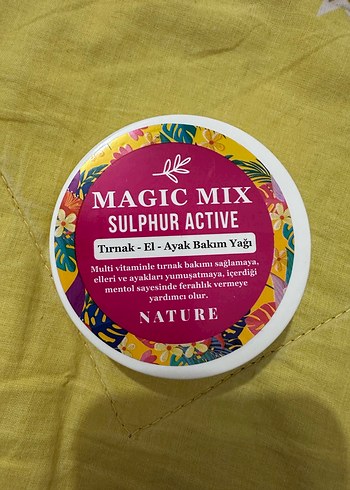 MAGIC MIX
SULPHUR ACTIVE
Tırnak - El - Ayak Bakım Yağı
Multi vitaminle tırnak bakımı sağlamaya,
elleri ve ayakları yumuşatmaya, içerdiği
mentol sayesinde ferahlık vermeye
yardımcı olur.
NATURE